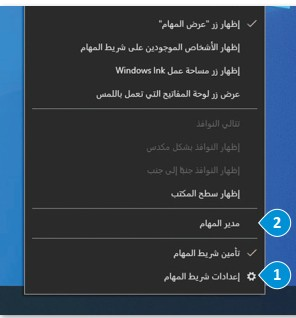 إظهار زر "عرض المهام"
إظهار الأشخاص الموجودين على شريط المهام
إظهار زر مساحة عمل Windows Ink
عرض زر لوحة المفاتيح التي تعمل باللمس
تتالي النوافذ
إظهار النوافذ بشكل مكدس
إظهار النوافذ جنبًا إلى جنب
إظهار سطح المكتب
مدير المهام
2
تأمين شريط المهام
إعدادات شريط المهام
1